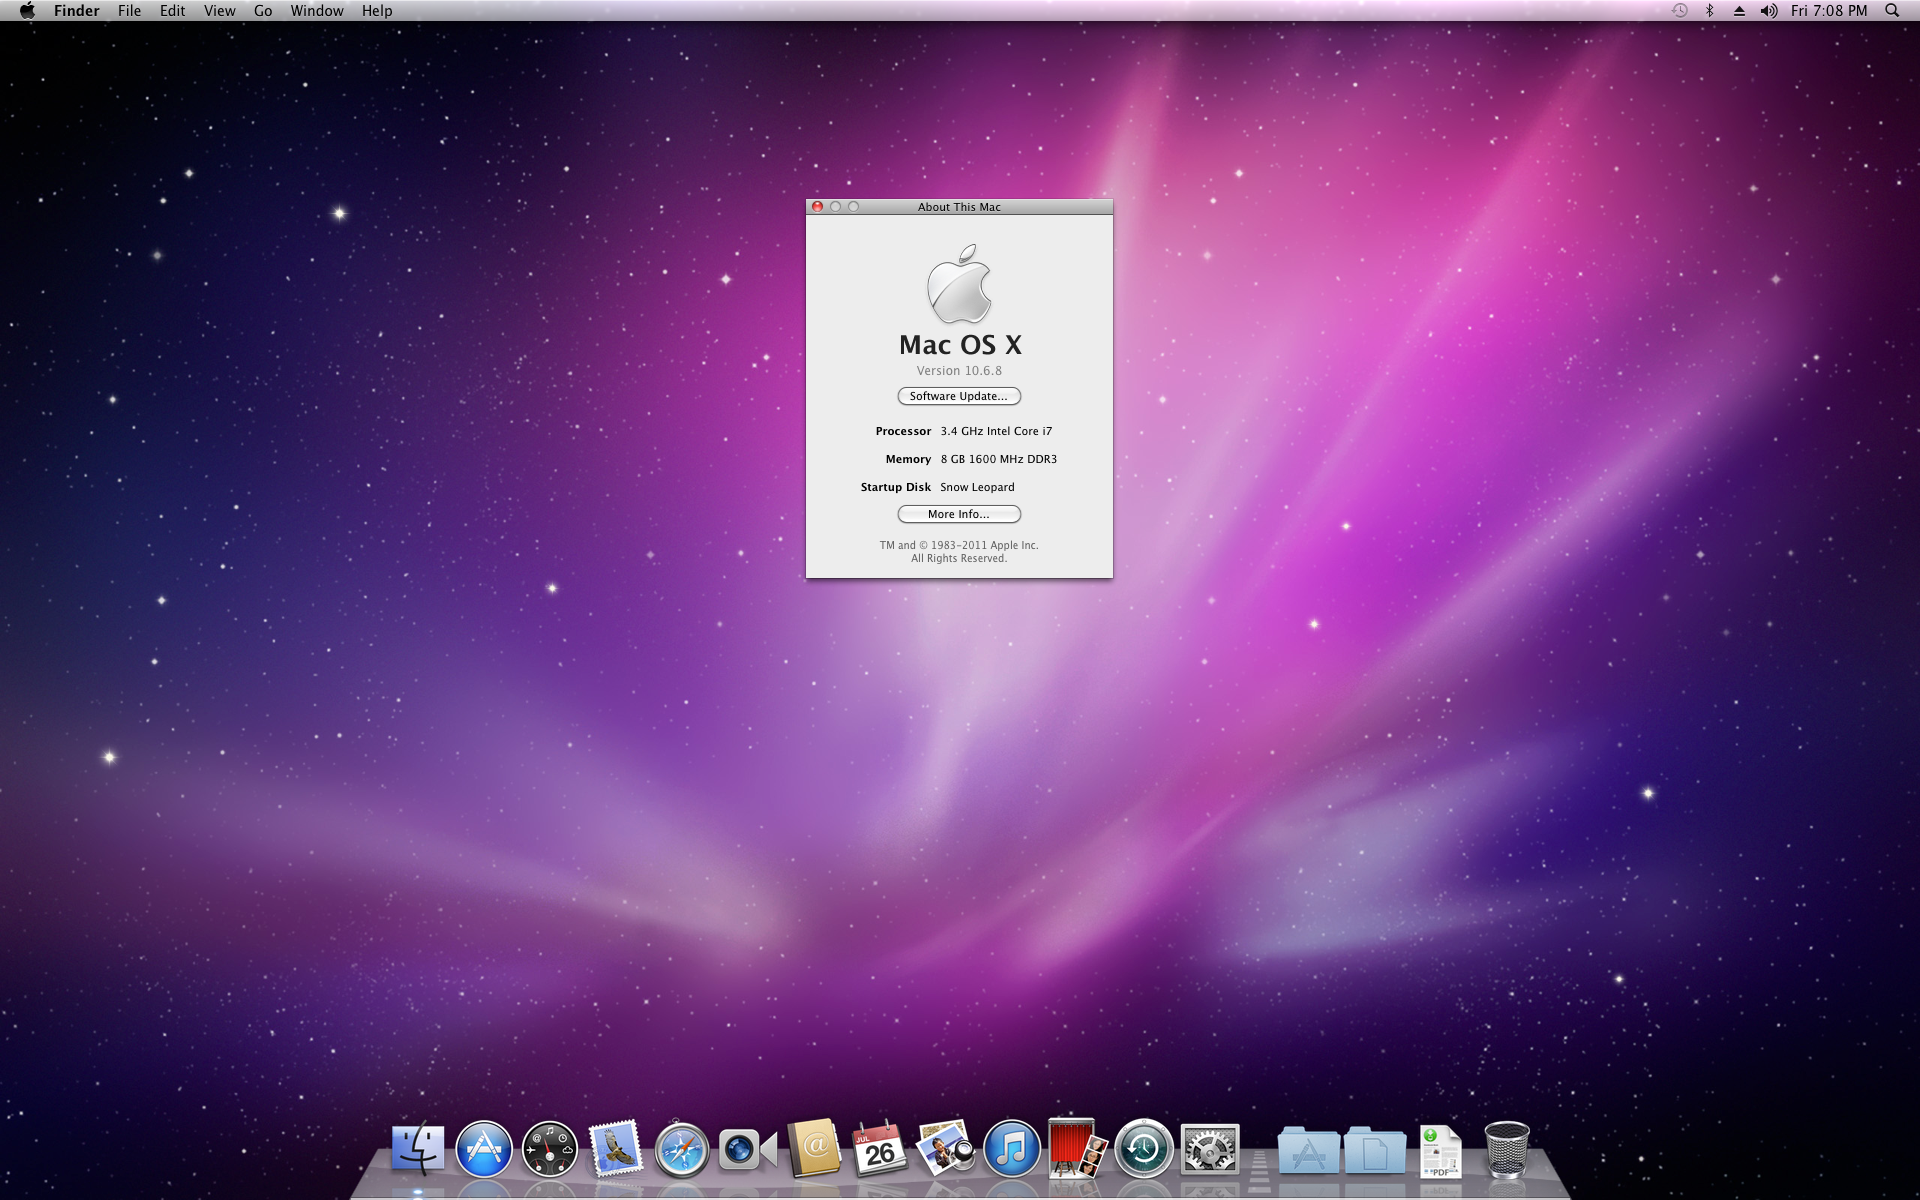 Finder File Edit View Go Window Help Fri 7:08 PM
About This Mac
Mac OS X
Version 10.6.8
Software Update...
Processor 3.4 GHz Intel Core i7
Memory 8 GB 1600 MHz DDR3
Startup Disk Snow Leopard
More Info...
TM and © 1983-2011 Apple Inc.
All Rights Reserved.
@
JUL
26
PDF